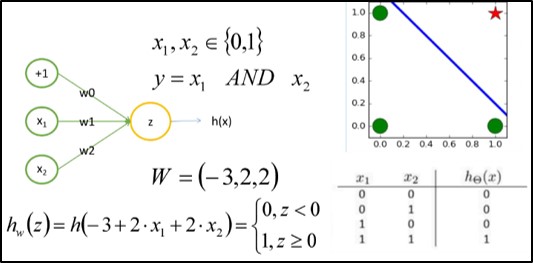 +1
x₁
x₂
w0
w1
w2
z
h(x)
x₁, x₂ ∈ {0,1}
y = x₁ AND x₂
W = (−3,2,2)
h_w(z) = h(−3+2·x₁+2·x₂) = {0, z < 0
1, z ≥ 0
1.0
0.8
0.6
0.4
0.2
0.0
0.0 0.2 0.4 0.6 0.8 1.0
x₁ x₂ h_Θ(x)
0 0 0
0 1 0
1 0 0
1 1 1